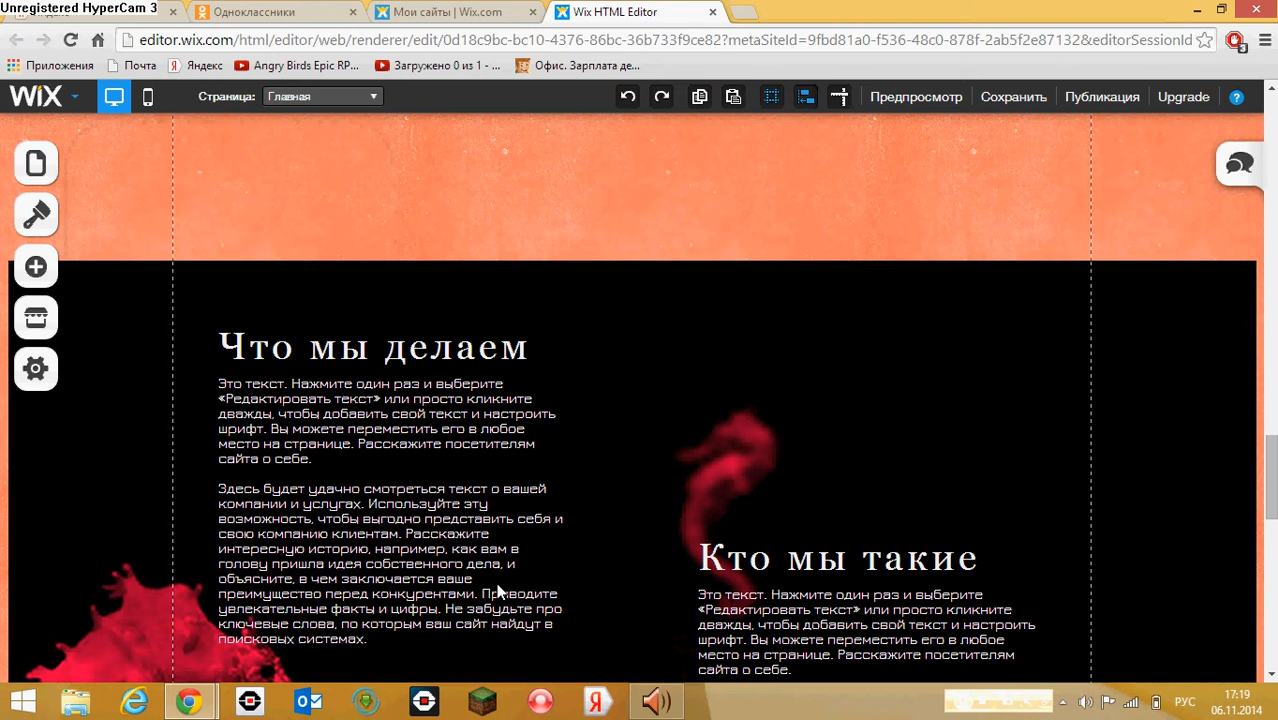 Unregistered HyperCam 3
Одноклассники
Мои сайты | Wix.com
Wix HTML Editor
editor.wix.com/html/editor/web/renderer/edit/0d18c9bc-bc10-4376-86bc-36b733f9ce82?metaSiteId=9fbd81a0-f536-48c0-878f-2ab5f2e87132&editorSessionId
3
Приложения
Почта
Яндекс
Angry Birds Epic RP...
Загружено 0 из 1 - ...
Офис. Зарплата де...
WiX
Страница:
Главная
Предпросмотр
Сохранить
Публикация
Upgrade
?
Что мы делаем
Это текст. Нажмите один раз и выберите
«Редактировать текст» или просто кликните
дважды, чтобы добавить свой текст и настроить
шрифт. Вы можете переместить его в любое
место на странице. Расскажите посетителям
сайта о себе.
Здесь будет удачно смотреться текст о вашей
компании и услугах. Используйте эту
возможность, чтобы выгодно представить себя и
свою компанию клиентам. Расскажите
интересную историю, например, как вам в
голову пришла идея собственного дела, и
объясните, в чем заключается ваше
преимущество перед конкурентами. Приводите
увлекательные факты и цифры. Не забудьте про
ключевые слова, по которым ваш сайт найдут в
поисковых системах.
Кто мы такие
Это текст. Нажмите один раз и выберите
«Редактировать текст» или просто кликните
дважды, чтобы добавить свой текст и настроить
шрифт. Вы можете переместить его в любое
место на странице. Расскажите посетителям
сайта о себе.
РУС
17:19
06.11.2014